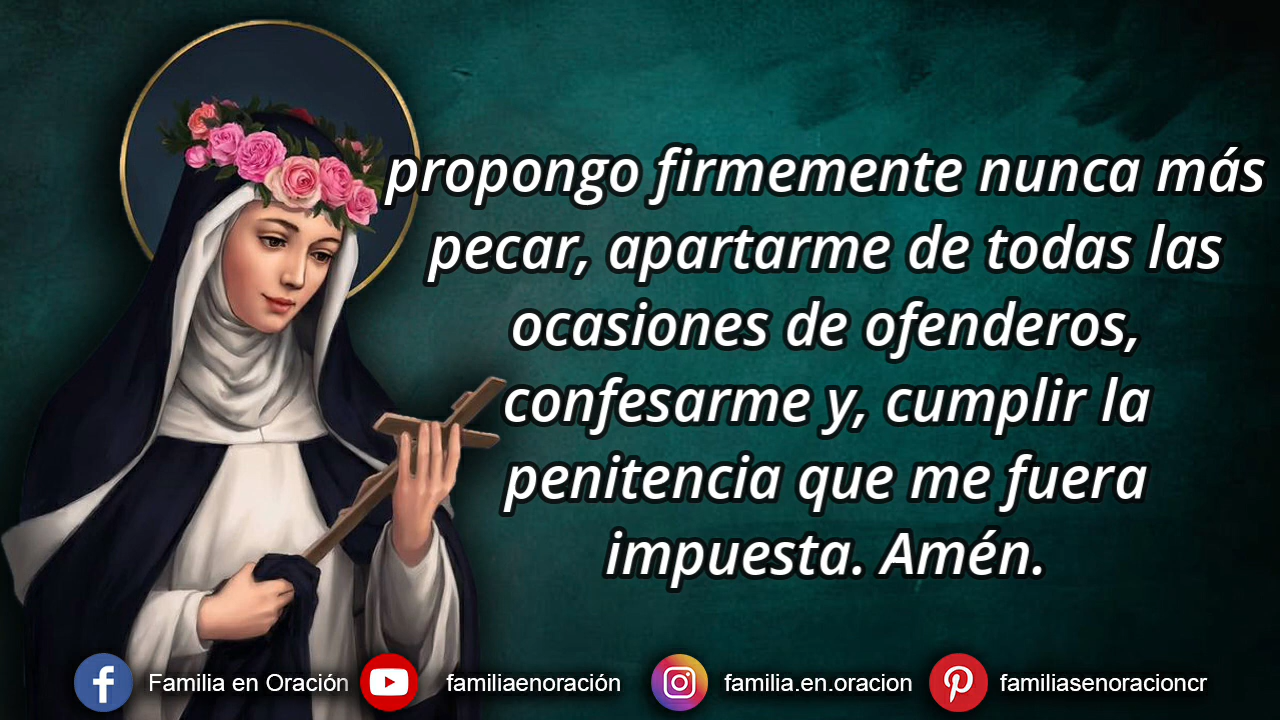 propongo firmemente nunca más
pecar, apartarme de todas las
ocasiones de ofenderos,
confesarme y, cumplir la
penitencia que me fuera
impuesta. Amén.
Familia en Oración
familiaenoración
familia.en.oracion
familiasenoracioncr